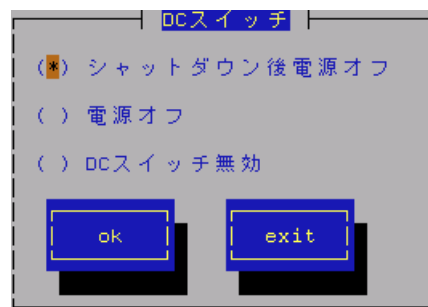 DCスイッチ
(*) シャットダウン後電源オフ
( ) 電源オフ
( ) DCスイッチ無効
ok exit